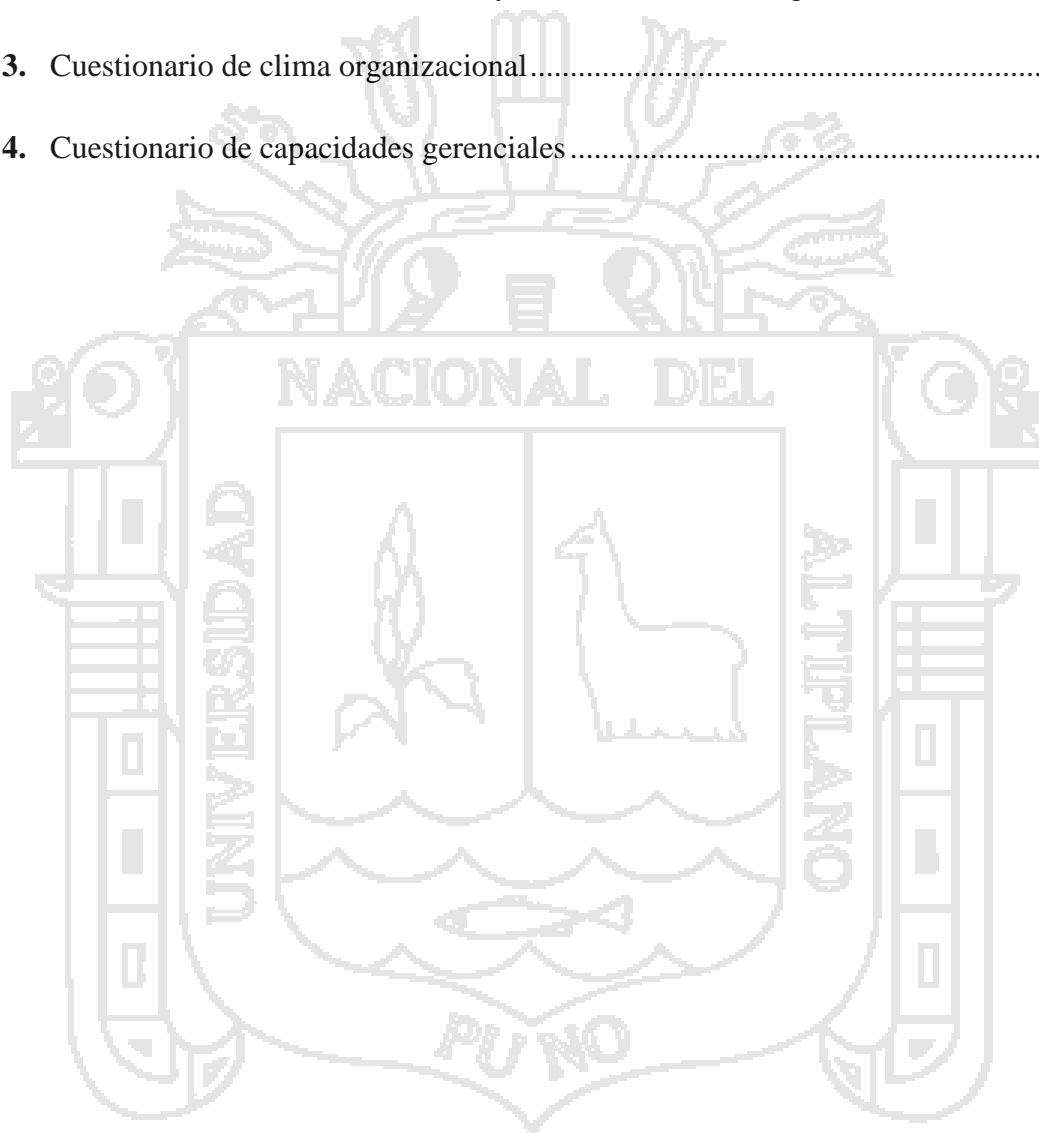 3. Cuestionario de clima organizacional........................................................................
4. Cuestionario de capacidades gerenciales..................................................................
NACIONAL DEL
UNIVERSIDAD
ALTIPLANO
PUNO